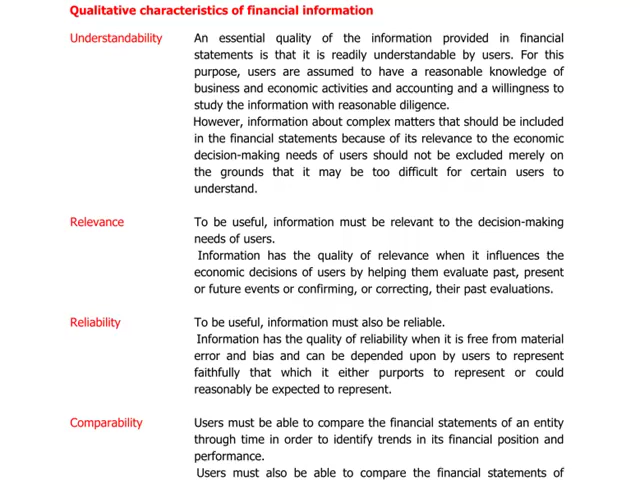 Qualitative characteristics of financial information
Understandability An essential quality of the information provided in financial
statements is that it is readily understandable by users. For this
purpose, users are assumed to have a reasonable knowledge of
business and economic activities and accounting and a willingness to
study the information with reasonable diligence.
However, information about complex matters that should be included
in the financial statements because of its relevance to the economic
decision-making needs of users should not be excluded merely on
the grounds that it may be too difficult for certain users to
understand.
Relevance To be useful, information must be relevant to the decision-making
needs of users.
Information has the quality of relevance when it influences the
economic decisions of users by helping them evaluate past, present
or future events or confirming, or correcting, their past evaluations.
Reliability To be useful, information must also be reliable.
Information has the quality of reliability when it is free from material
error and bias and can be depended upon by users to represent
faithfully that which it either purports to represent or could
reasonably be expected to represent.
Comparability Users must be able to compare the financial statements of an entity
through time in order to identify trends in its financial position and
performance.
Users must also be able to compare the financial statements of